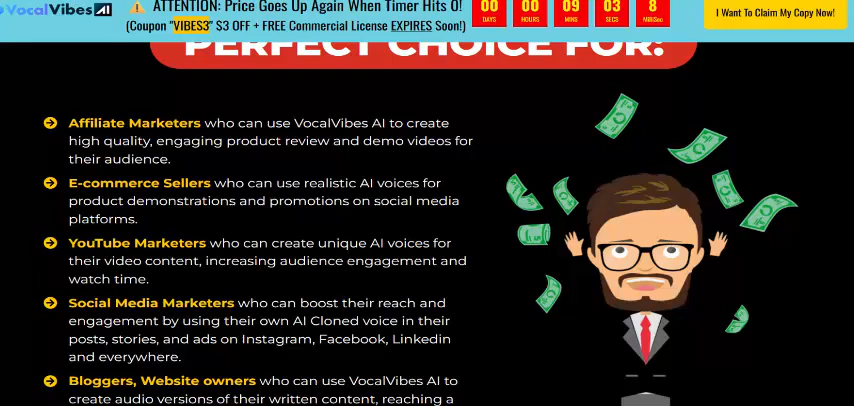 VocalVibes AI
⚠ ATTENTION: Price Goes Up Again When Timer Hits 0!
(Coupon "VIBES3" $3 OFF + FREE Commercial License EXPIRES Soon!)
00 00 09 03 8
DAYS HOURS MINS SECS MilliSec
I Want To Claim My Copy Now!
PERFECT CHOICE FOR:
Affiliate Marketers who can use VocalVibes AI to create
high quality, engaging product review and demo videos for
their audience.
E-commerce Sellers who can use realistic AI voices for
product demonstrations and promotions on social media
platforms.
YouTube Marketers who can create unique AI voices for
their video content, increasing audience engagement and
watch time.
Social Media Marketers who can boost their reach and
engagement by using their own AI Cloned voice in their
posts, stories, and ads on Instagram, Facebook, Linkedin
and everywhere.
Bloggers, Website owners who can use VocalVibes AI to
create audio versions of their written content, reaching a